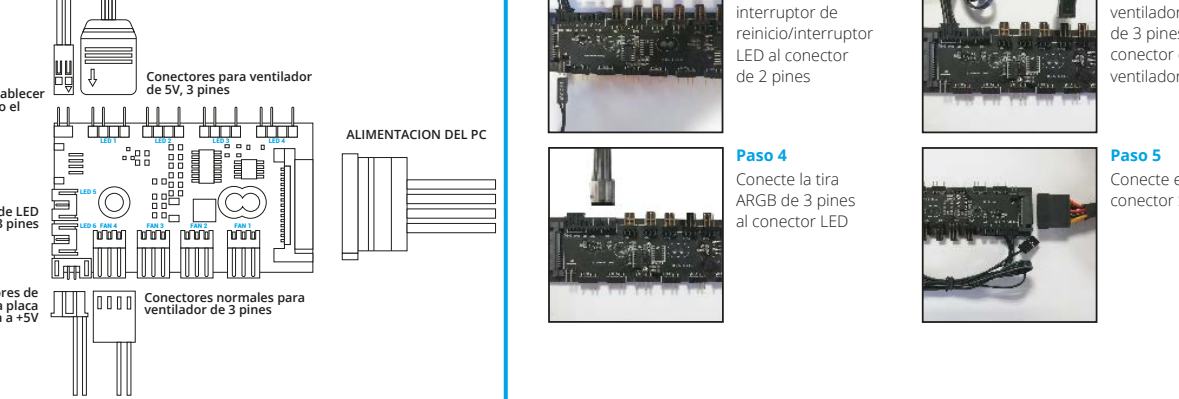 Conectores para ventilador
de 5V, 3 pines
ablecer
o el
LED 1
LED 2
LED 3
LED 4
ALIMENTACION DEL PC
LED 5
de LED
3 pines
LED 6
FAN 4
FAN 3
FAN 2
FAN 1
res de
a placa
a +5V
Conectores normales para
ventilador de 3 pines
interruptor de
reinicio/interruptor
LED al conector
de 2 pines
ventilador
de 3 pines
conector
ventilador
Paso 4
Conecte la tira
ARGB de 3 pines
al conector LED
Paso 5
Conecte e
conector